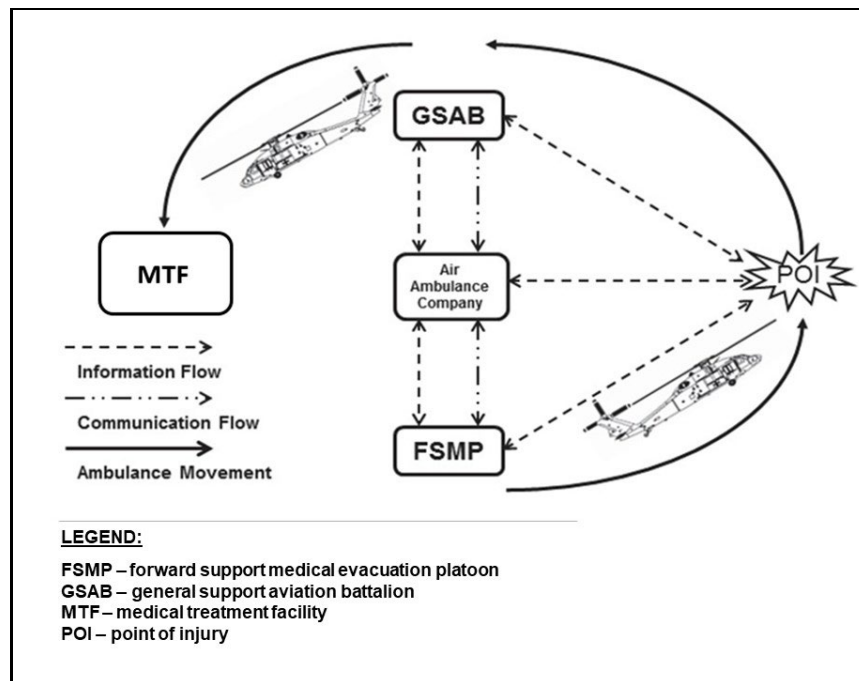 GSAB
MTF
Air
Ambulance
Company
POI
Information Flow
Communication Flow
Ambulance Movement
FSMP
LEGEND:
FSMP – forward support medical evacuation platoon
GSAB – general support aviation battalion
MTF – medical treatment facility
POI – point of injury